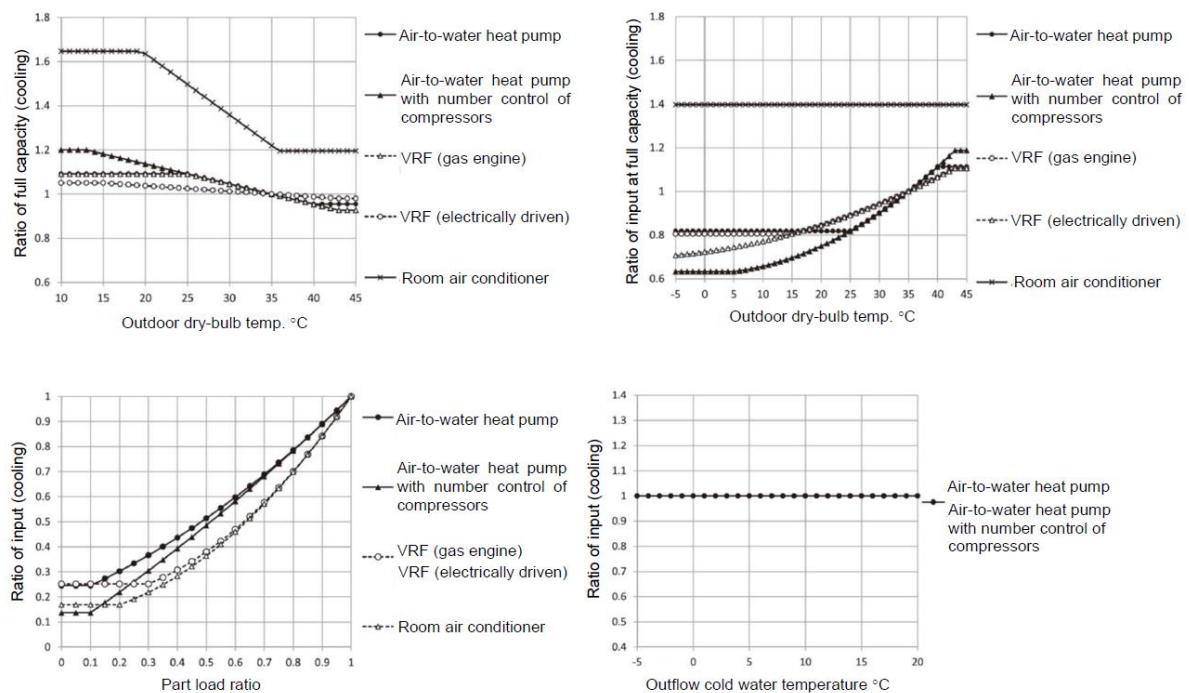 Ratio of full capacity (cooling)
1.8
1.6
1.4
1.2
1
0.8
0.6
10 15 20 25 30 35 40 45
Outdoor dry-bulb temp. °C
Air-to-water heat pump
Air-to-water heat pump
with number control of
compressors
VRF (gas engine)
VRF (electrically driven)
Room air conditioner
Ratio of input at full capacity (cooling)
1.8
1.6
1.4
1.2
1
0.8
0.6
-5 0 5 10 15 20 25 30 35 40 45
Outdoor dry-bulb temp. °C
Air-to-water heat pump
Air-to-water heat pump
with number control of
compressors
VRF (gas engine)
VRF (electrically driven)
Room air conditioner
Ratio of input (cooling)
1
0.9
0.8
0.7
0.6
0.5
0.4
0.3
0.2
0.1
0
0 0.1 0.2 0.3 0.4 0.5 0.6 0.7 0.8 0.9 1
Part load ratio
Air-to-water heat pump
Air-to-water heat pump
with number control of
compressors
VRF (gas engine)
VRF (electrically driven)
Room air conditioner
Ratio of input (cooling)
1.4
1.3
1.2
1.1
1
0.9
0.8
0.7
0.6
0.5
0.4
-5 0 5 10 15 20
Outflow cold water temperature °C
Air-to-water heat pump
Air-to-water heat pump
with number control of
compressors